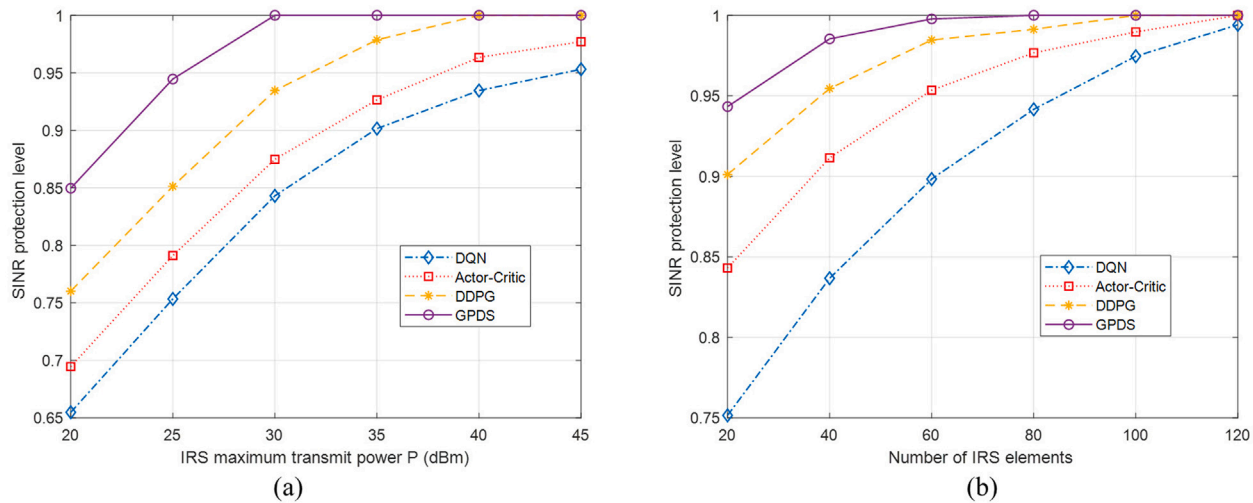 SINR protection level
1
0.95
0.9
0.85
0.8
0.75
0.7
0.65
DQN
Actor-Critic
DDPG
GPDS
20 25 30 35 40 45
IRS maximum transmit power P (dBm)
(a)
SINR protection level
1
0.95
0.9
0.85
0.8
0.75
DQN
Actor-Critic
DDPG
GPDS
20 40 60 80 100 120
Number of IRS elements
(b)